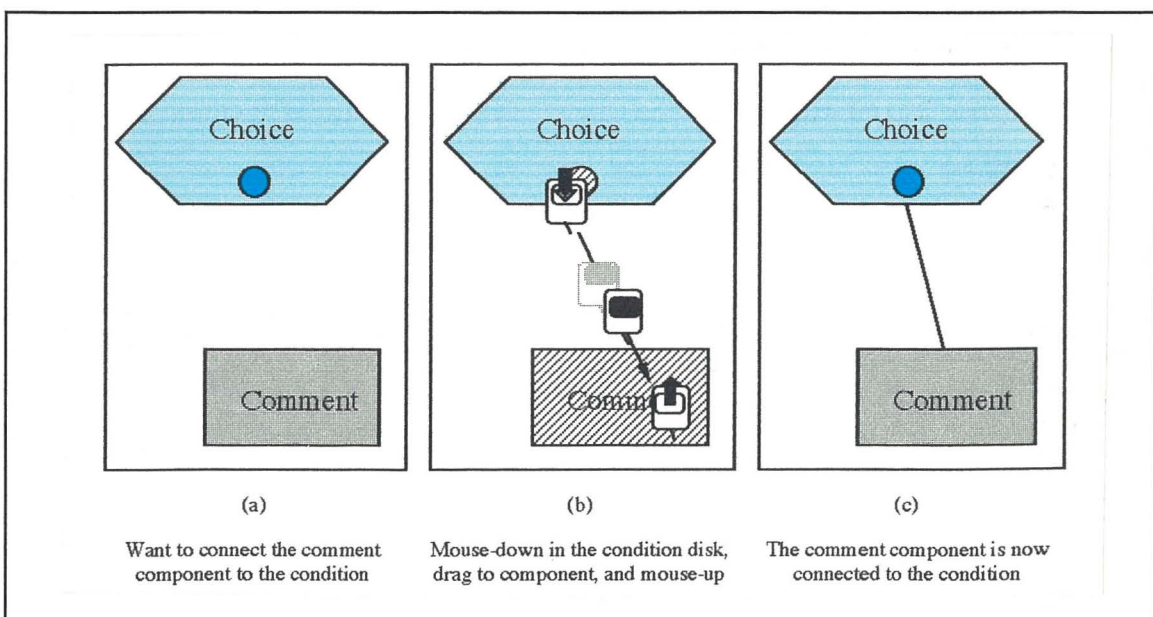 Choice
Choice
Choice
Comment
Comm
Comment
(a)
(b)
(c)
Want to connect the comment
component to the condition
Mouse-down in the condition disk,
drag to component, and mouse-up
The comment component is now
connected to the condition